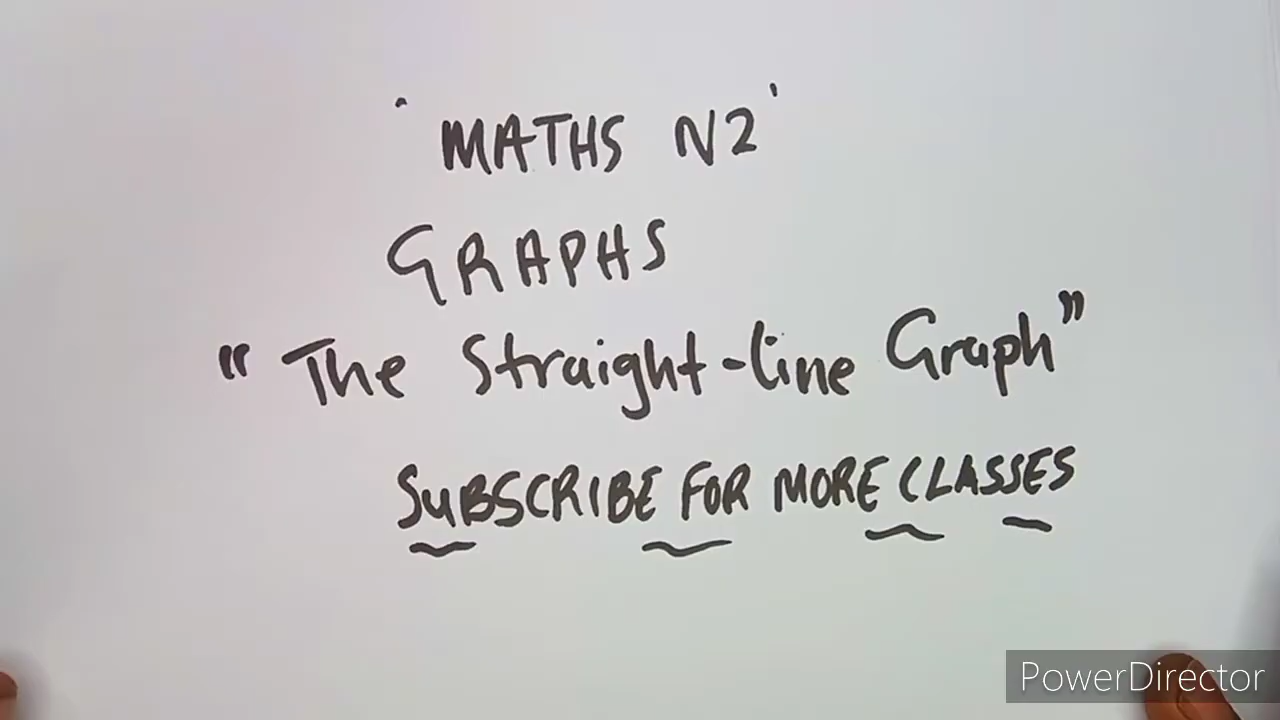 ' MATHS N2 '
GRAPHS
" The Straight-line Graph"
SUBSCRIBE FOR MORE CLASSES
PowerDirector